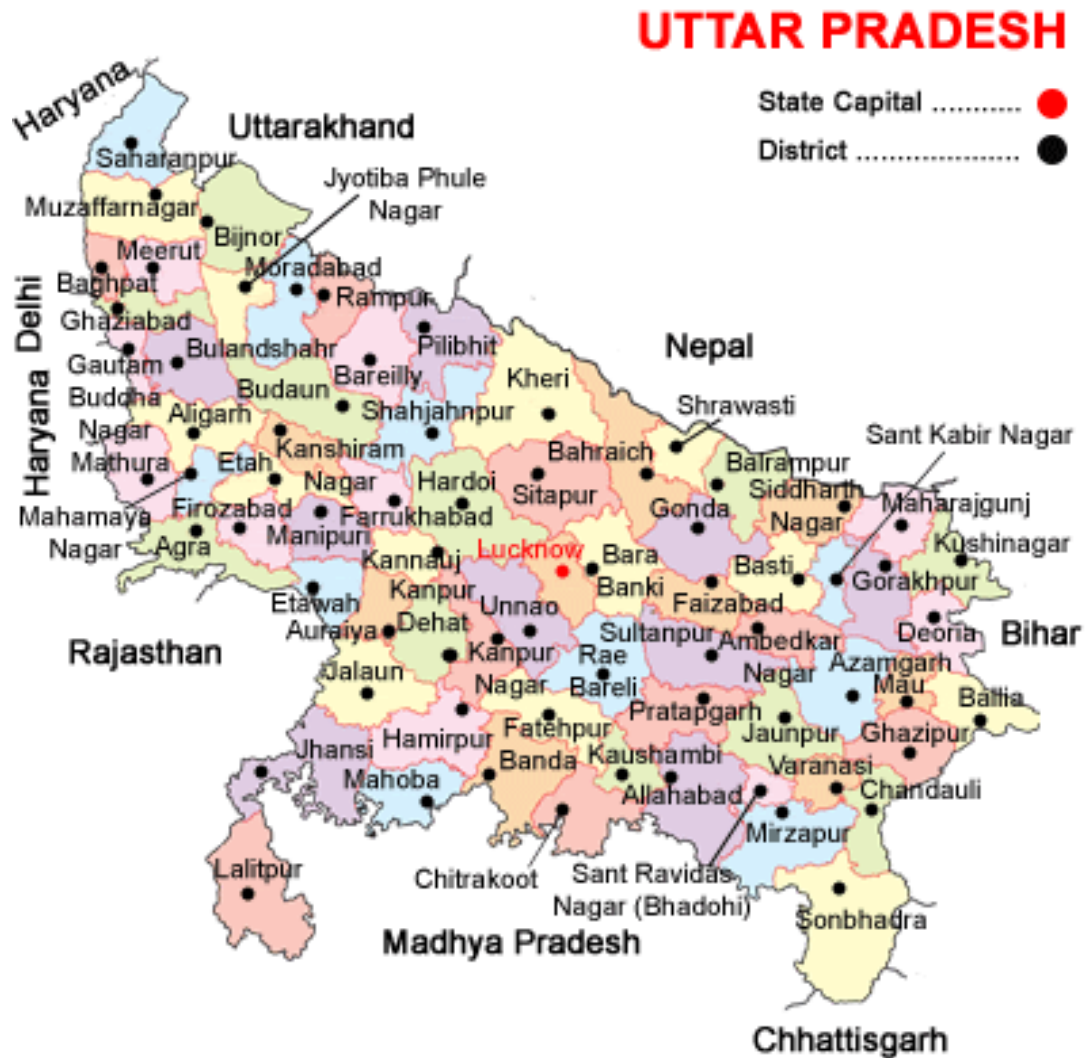 UTTAR PRADESH
State Capital ...........
District .....................
Haryana
Uttarakhand
Saharanpur
Jyotiba Phule
Nagar
Muzaffarnagar
Bijnor
Meerut
Moradabad
Baghpat
Rampur
Haryana Delhi
Ghaziabad
Pilibhit
Nepal
Gautam
Buddha
Nagar
Bulandshahr
Bareilly
Kheri
Budaun
Shrawasti
Aligarh
Shahjahnpur
Sant Kabir Nagar
Kanshiram
Nagar
Bahraich
Balrampur
Mathura
Etah
Hardoi
Sitapur
Siddharth
Nagar
Maharajgunj
Mahamaya
Nagar
Firozabad
Farrukhabad
Gonda
Manipuri
Agra
Kushinagar
Kannauj
Lucknow
Bara
Banki
Basti
Gorakhpur
Kanpur
Dehat
Etawah
Unnao
Faizabad
Auraiya
Sultanpur
Ambedkar
Nagar
Deoria
Bihar
Rajasthan
Kanpur
Nagar
Rae
Bareli
Azamgarh
Jalaun
Mau
Ballia
Pratapgarh
Fatehpur
Jaunpur
Ghazipur
Jhansi
Hamirpur
Kaushambi
Banda
Varanasi
Mahoba
Chandauli
Allahabad
Mirzapur
Lalitpur
Chitrakoot
Sant Ravidas
Nagar (Bhadohi)
Sonbhadra
Madhya Pradesh
Chhattisgarh